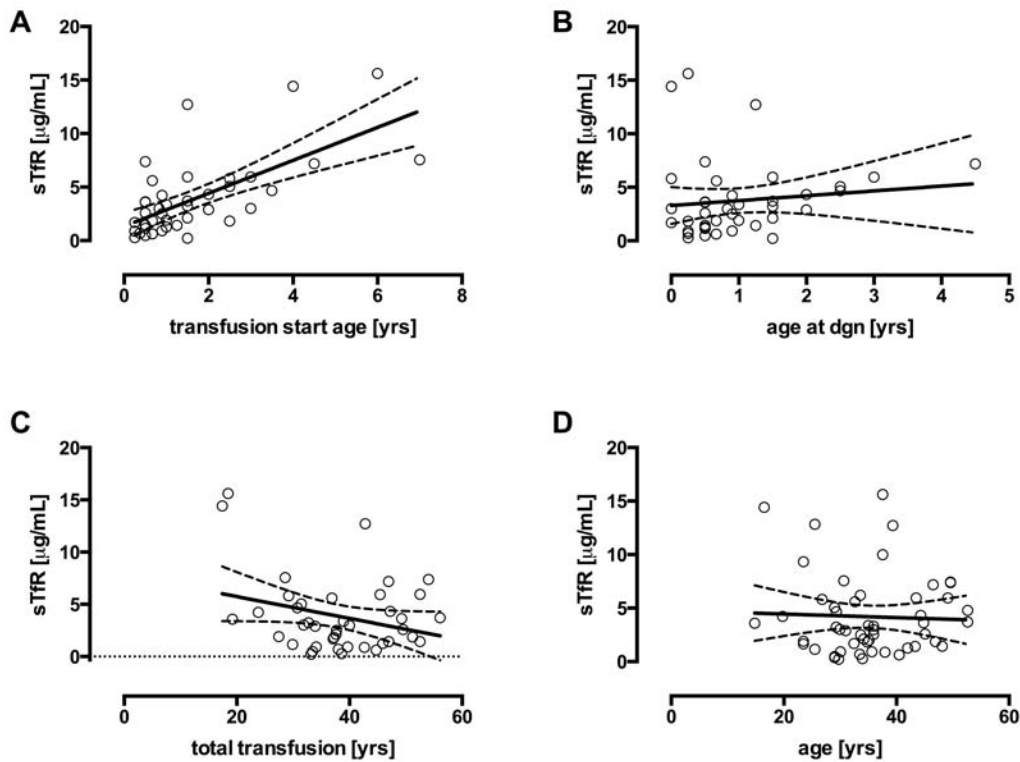 A
20
15
10
5
0
sTfR [µg/mL]
0 2 4 6 8
transfusion start age [yrs]
B
20
15
10
5
0
sTfR [µg/mL]
0 1 2 3 4 5
age at dgn [yrs]
C
20
15
10
5
0
sTfR [µg/mL]
0 20 40 60
total transfusion [yrs]
D
20
15
10
5
0
sTfR [µg/mL]
0 20 40 60
age [yrs]